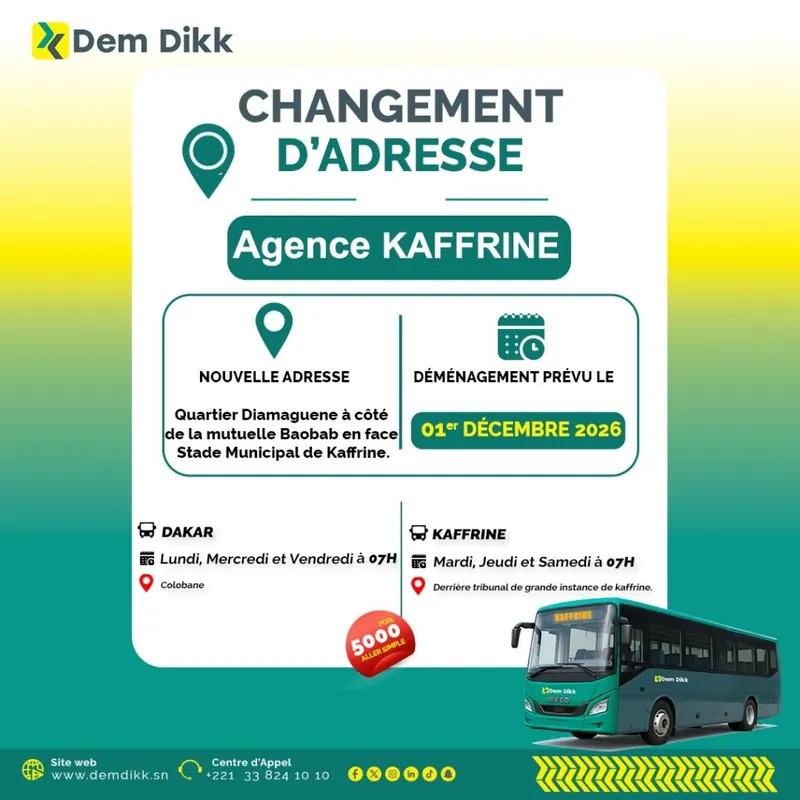 Dem Dikk
CHANGEMENT
D'ADRESSE
Agence KAFFRINE
NOUVELLE ADRESSE
Quartier Diamaguene à côté
de la mutuelle Baobab en face
Stade Municipal de Kaffrine.
DÉMÉNAGEMENT PRÉVU LE
01er DÉCEMBRE 2026
DAKAR
Lundi, Mercredi et Vendredi à 07H
Colobane
KAFFRINE
Mardi, Jeudi et Samedi à 07H
Derrière tribunal de grande instance de kaffrine.
FCFA
5000
ALLER SIMPLE
KAFFRINE
Dem Dikk
IVECO
Dem Dikk
Site web
www.demdikk.sn
Centre d'Appel
+221 33 824 10 10